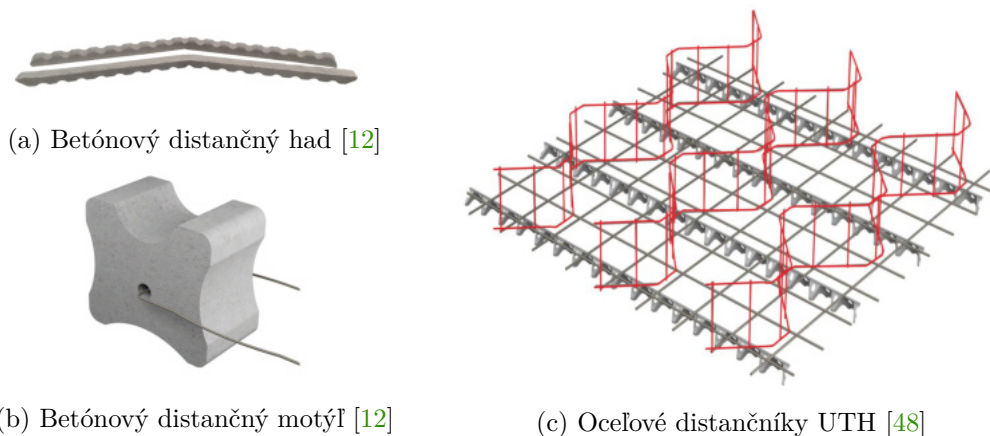 (a) Betónový distančný had [12]
(b) Betónový distančný motýľ [12]
(c) Oceľové distančníky UTH [48]